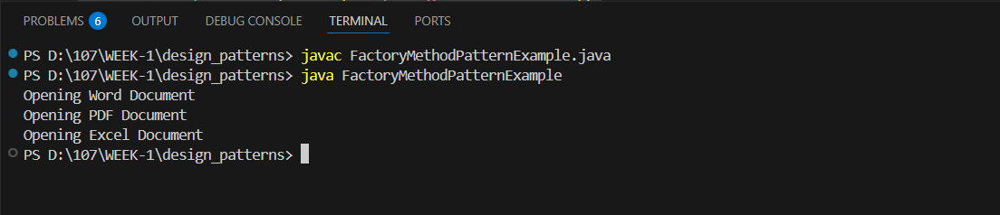 PROBLEMS 6 OUTPUT DEBUG CONSOLE TERMINAL PORTS
PS D:\107\WEEK-1\design_patterns> javac FactoryMethodPatternExample.java
PS D:\107\WEEK-1\design_patterns> java FactoryMethodPatternExample
Opening Word Document
Opening PDF Document
Opening Excel Document
PS D:\107\WEEK-1\design_patterns>